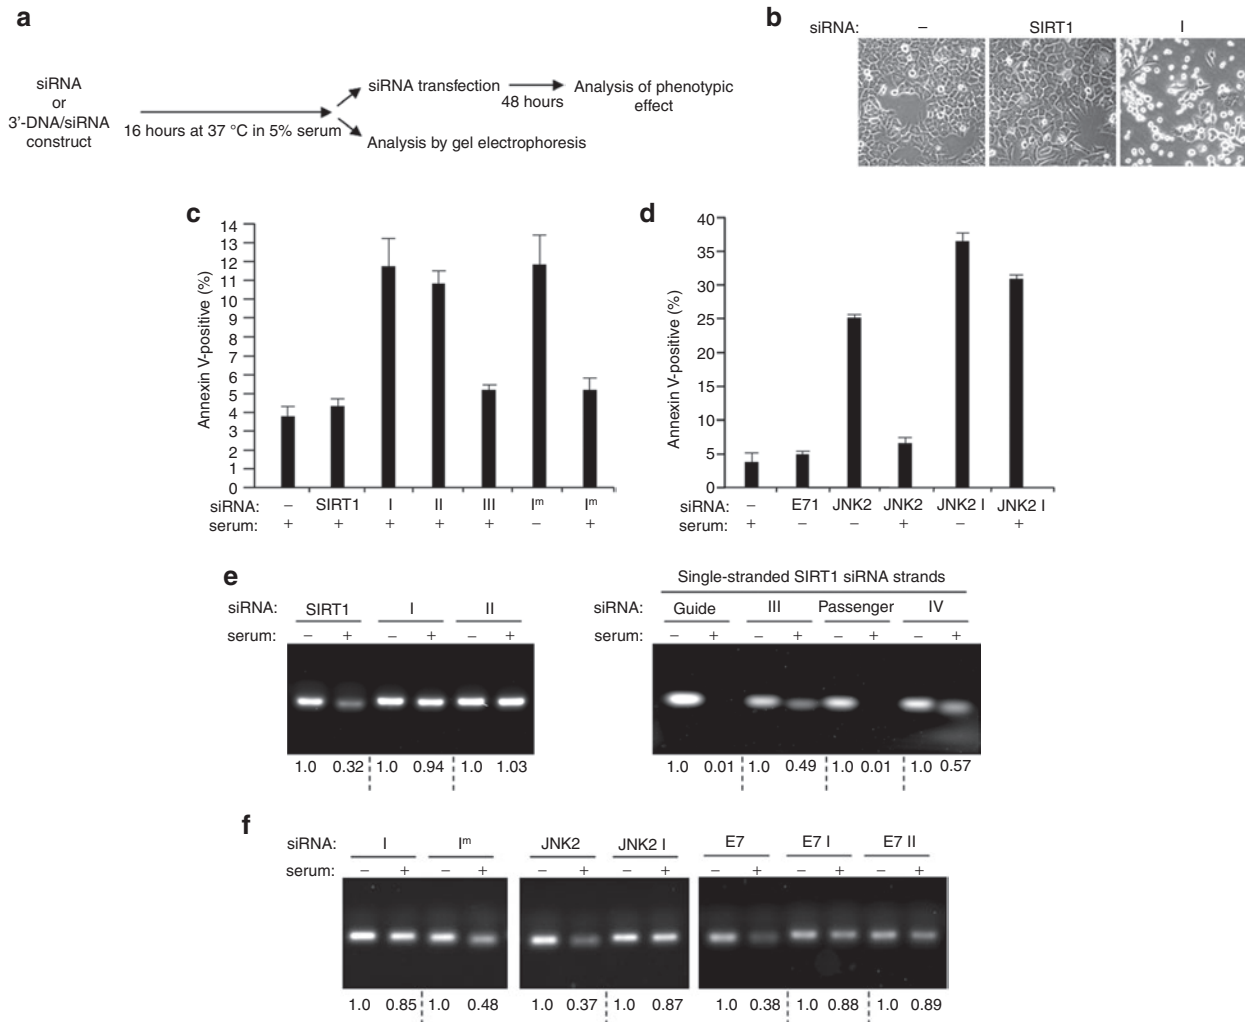 a
siRNA
or
3'-DNA/siRNA
construct
16 hours at 37 °C in 5% serum
siRNA transfection
48 hours
Analysis of phenotypic
effect
Analysis by gel electrophoresis
b
siRNA: – SIRT1 I
c
Annexin V-positive (%)
14
13
12
11
10
9
8
7
6
5
4
3
2
1
0
siRNA: – SIRT1 I II III Iᵐ Iᵐ
serum: + + + + + – +
d
Annexin V-positive (%)
40
35
30
25
20
15
10
5
0
siRNA: – E71 JNK2 JNK2 JNK2 I JNK2 I
serum: + – – + – +
e
siRNA: SIRT1 I II
serum: – + – + – +
1.0 0.32 1.0 0.94 1.0 1.03
Single-stranded SIRT1 siRNA strands
siRNA: Guide III Passenger IV
serum: – + – + – + – +
1.0 0.01 1.0 0.49 1.0 0.01 1.0 0.57
f
siRNA: I Iᵐ JNK2 JNK2 I E7 E7 I E7 II
serum: – + – + – + – + – + – + – +
1.0 0.85 1.0 0.48 1.0 0.37 1.0 0.87 1.0 0.38 1.0 0.88 1.0 0.89